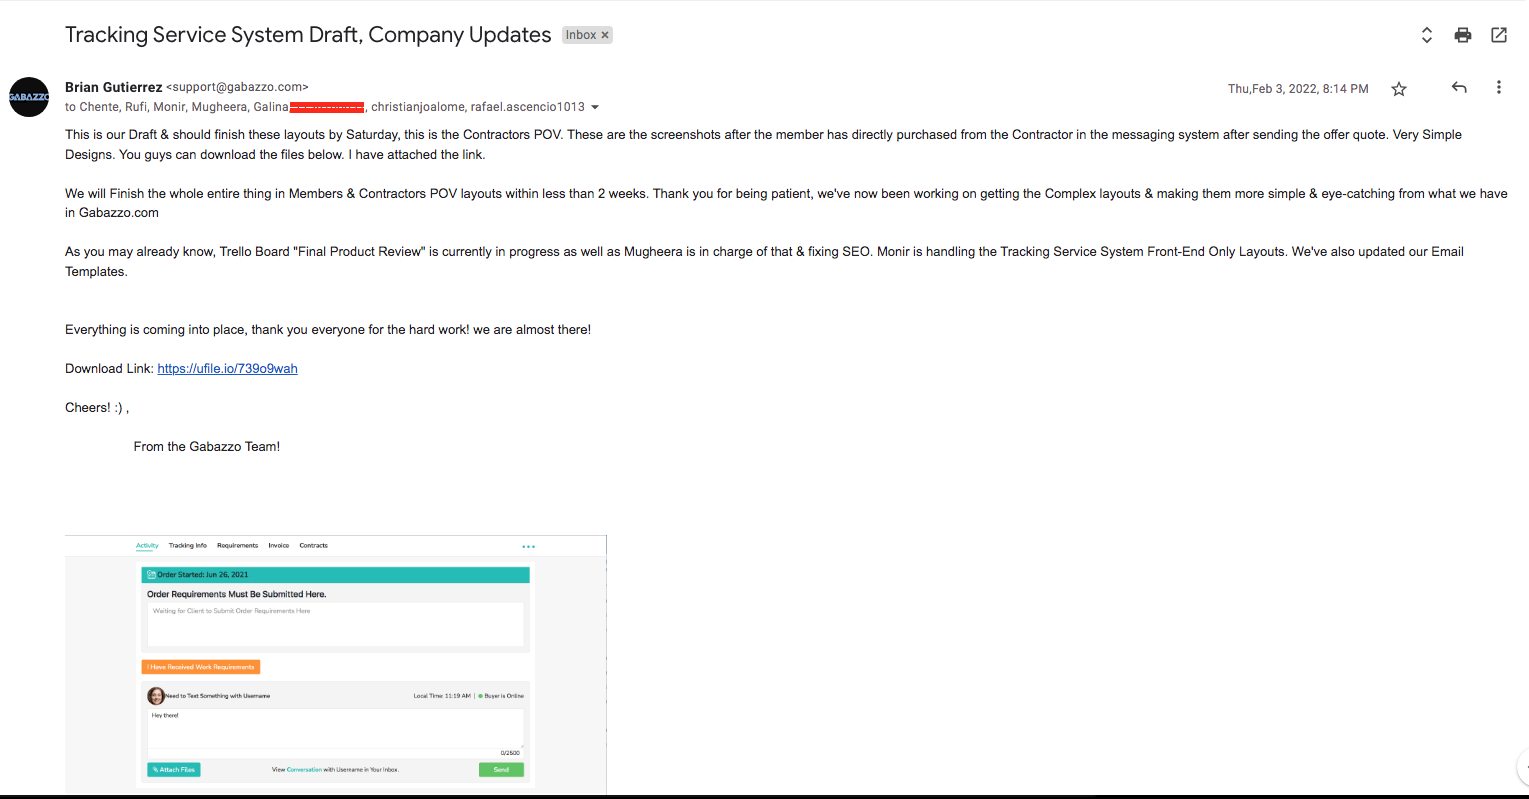 Tracking Service System Draft, Company Updates Inbox ×
GABAZZO
Brian Gutierrez <support@gabazzo.com>
Thu,Feb 3, 2022, 8:14 PM
to Chente, Rufi, Monir, Mugheera, Galina , christianjoalome, rafael.ascencio1013
This is our Draft & should finish these layouts by Saturday, this is the Contractors POV. These are the screenshots after the member has directly purchased from the Contractor in the messaging system after sending the offer quote. Very Simple
Designs. You guys can download the files below. I have attached the link.
We will Finish the whole entire thing in Members & Contractors POV layouts within less than 2 weeks. Thank you for being patient, we've now been working on getting the Complex layouts & making them more simple & eye-catching from what we have
in Gabazzo.com
As you may already know, Trello Board "Final Product Review" is currently in progress as well as Mugheera is in charge of that & fixing SEO. Monir is handling the Tracking Service System Front-End Only Layouts. We've also updated our Email
Templates.
Everything is coming into place, thank you everyone for the hard work! we are almost there!
Download Link: https://ufile.io/739o9wah
Cheers! :) ,
From the Gabazzo Team!
Activity Tracking Info Requirements Invoice Contracts
Order Started: Jun 26, 2021
Order Requirements Must Be Submitted Here.
Waiting for Client to Submit Order Requirements Here
I Have Received Work Requirements
Need to Text Something with Username Local Time: 11:19 AM | Buyer is Online
Hey there!
0/2500
Attach Files View Conversation with Username in Your Inbox. Send